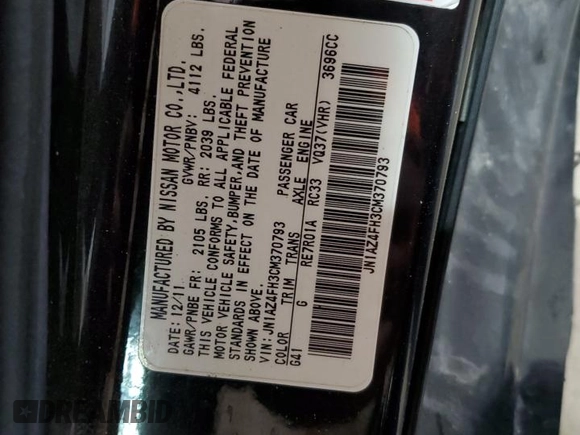 MANUFACTURED BY NISSAN MOTOR CO.,LTD.
DATE: 12/11 GVWR/PNBV: 4112 LBS.
GAWR/PNBE FR: 2105 LBS. RR: 2039 LBS.
THIS VEHICLE CONFORMS TO ALL APPLICABLE FEDERAL
MOTOR VEHICLE SAFETY,BUMPER,AND THEFT PREVENTION
STANDARDS IN EFFECT ON THE DATE OF MANUFACTURE
SHOWN ABOVE.
VIN: JN1AZ4FH3CM370793 PASSENGER CAR
COLOR TRIM TRANS AXLE ENGINE
G41 G RE7R01A RC33 VQ37(VHR) 3696CC
JN1AZ4FH3CM370793
DREAMBID